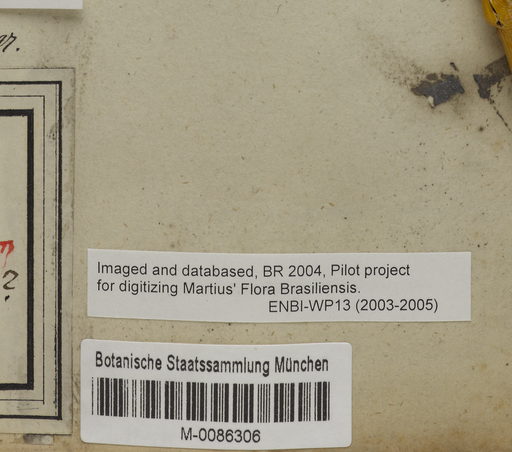 Imaged and databased, BR 2004, Pilot project
for digitizing Martius' Flora Brasiliensis.
ENBI-WP13 (2003-2005)
Botanische Staatssammlung München
M-0086306